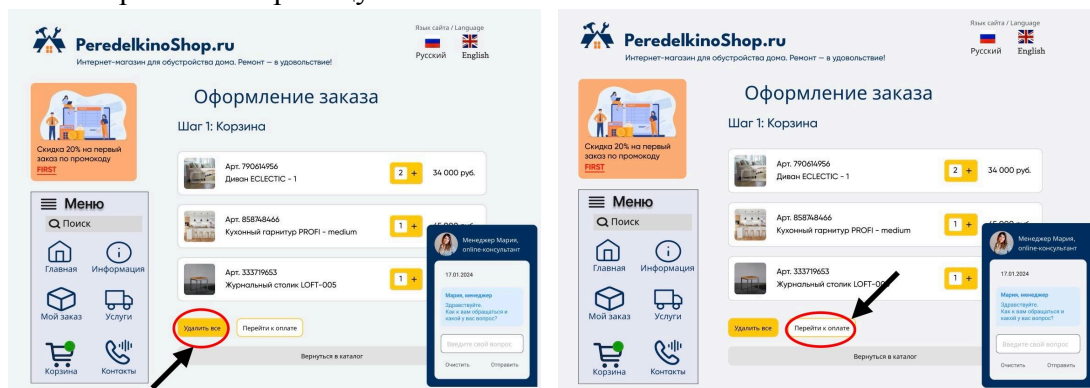 Язык сайта / Language
PeredelkinoShop.ru
Интернет-магазин для обустройства дома. Ремонт – в удовольствие!
Русский English
Оформление заказа
Шаг 1: Корзина
Скидка 20% на первый
заказ по промокоду
FIRST
Арт. 790614956
Диван ECLECTIC - 1
2 +
34 000 руб.
Меню
Поиск
Арт. 858748466
Кухонный гарнитур PROFI - medium
1 +
Менеджер Мария,
online-консультант
Главная Информация
Арт. 333719653
Журнальный столик LOFT-005
1 +
17.01.2024
Мария, менеджер
Здравствуйте.
Как к вам обращаться и
какой у вас вопрос?
Мой заказ Услуги
Удалить все Перейти к оплате
Введите свой вопрос
Вернуться в каталог
Очистить Отправить
Корзина Контакты
Язык сайта / Language
PeredelkinoShop.ru
Интернет-магазин для обустройства дома. Ремонт – в удовольствие!
Русский English
Оформление заказа
Шаг 1: Корзина
Скидка 20% на первый
заказ по промокоду
FIRST
Арт. 790614956
Диван ECLECTIC - 1
2 +
34 000 руб.
Меню
Поиск
Арт. 858748466
Кухонный гарнитур PROFI - medium
1 +
Менеджер Мария,
online-консультант
Главная Информация
Арт. 333719653
Журнальный столик
1 +
17.01.2024
Мария, менеджер
Здравствуйте.
Как к вам обращаться и
какой у вас вопрос?
Мой заказ Услуги
Удалить все Перейти к оплате
Введите свой вопрос
Вернуться в каталог
Очистить Отправить
Корзина Контакты